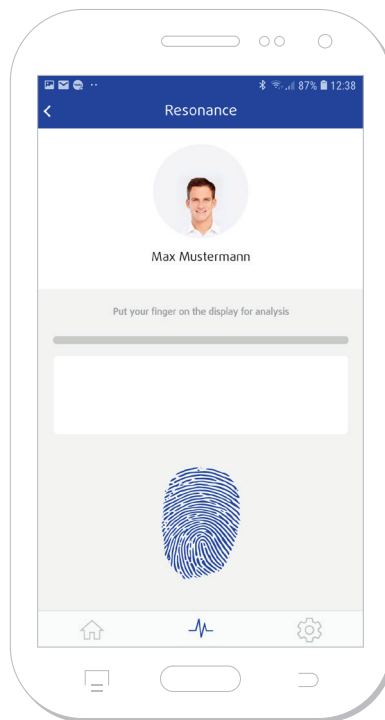 87% 12:38
Resonance
Max Mustermann
Put your finger on the display for analysis